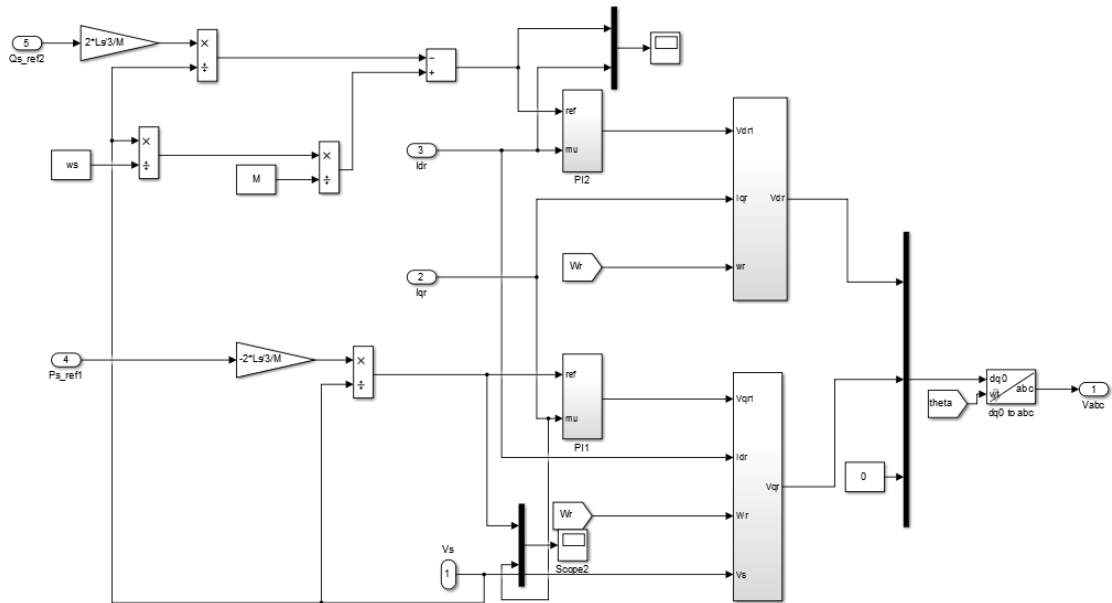 5
Qs_ref2
2*Ls/3/M
×
÷
−
+
ws
×
÷
M
×
÷
3
Idr
ref
mu
PI2
Vdr1
Iqr
wr
Vdr
2
Iqr
Wr
4
Ps_ref1
-2*Ls/3/M
×
÷
ref
mu
PI1
Vqr1
Idr
Wr
Vs
Vqr
Wr
Scope2
Vs
1
0
theta
dq0
wt
abc
dq0 to abc
1
Vabc